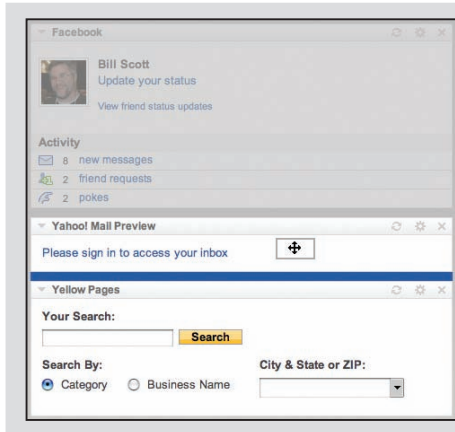 Facebook
Bill Scott
Update your status
View friend status updates
Activity
8 new messages
2 friend requests
2 pokes
Yahoo! Mail Preview
Please sign in to access your inbox
Yellow Pages
Your Search:
Search
Search By:
City & State or ZIP:
Category
Business Name